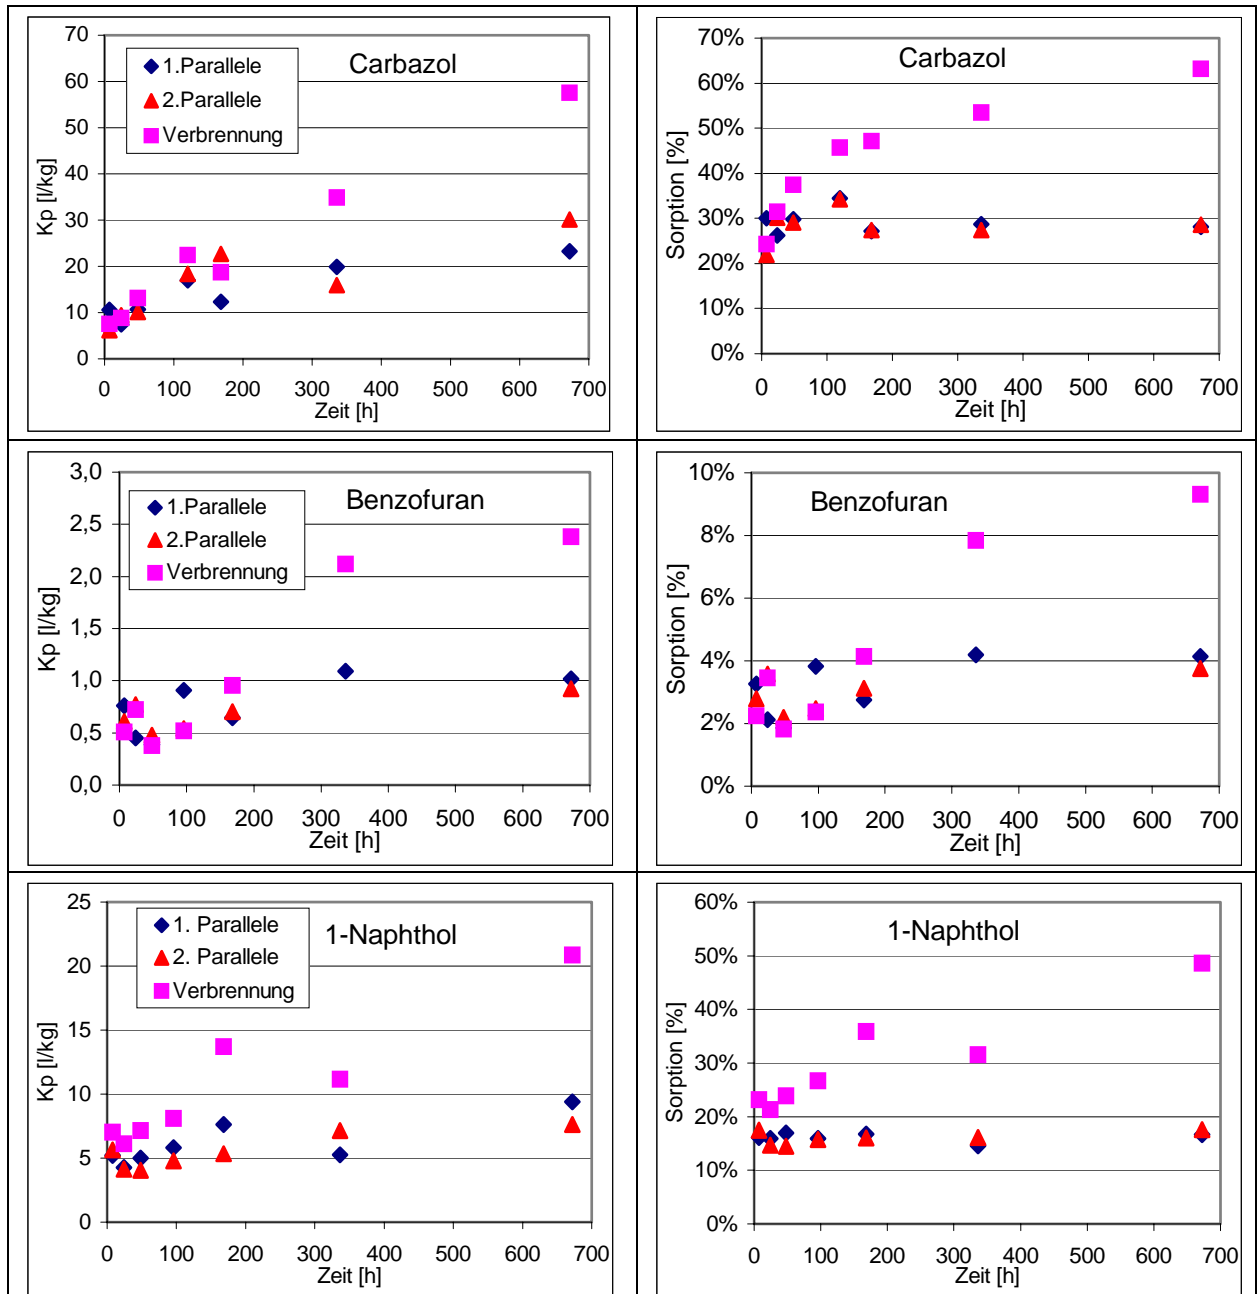 Carbazol
1.Parallele
2.Parallele
Verbrennung
Kp [l/kg]
70
60
50
40
30
20
10
0
0 100 200 300 400 500 600 700
Zeit [h]
Carbazol
Sorption [%]
70%
60%
50%
40%
30%
20%
10%
0%
0 100 200 300 400 500 600 700
Zeit [h]
Benzofuran
1.Parallele
2.Parallele
Verbrennung
Kp [l/kg]
3,0
2,5
2,0
1,5
1,0
0,5
0,0
0 100 200 300 400 500 600 700
Zeit [h]
Benzofuran
Sorption [%]
10%
8%
6%
4%
2%
0%
0 100 200 300 400 500 600 700
Zeit [h]
1-Naphthol
1. Parallele
2. Parallele
Verbrennung
Kp [l/kg]
25
20
15
10
5
0
0 100 200 300 400 500 600 700
Zeit [h]
1-Naphthol
Sorption [%]
60%
50%
40%
30%
20%
10%
0%
0 100 200 300 400 500 600 700
Zeit [h]